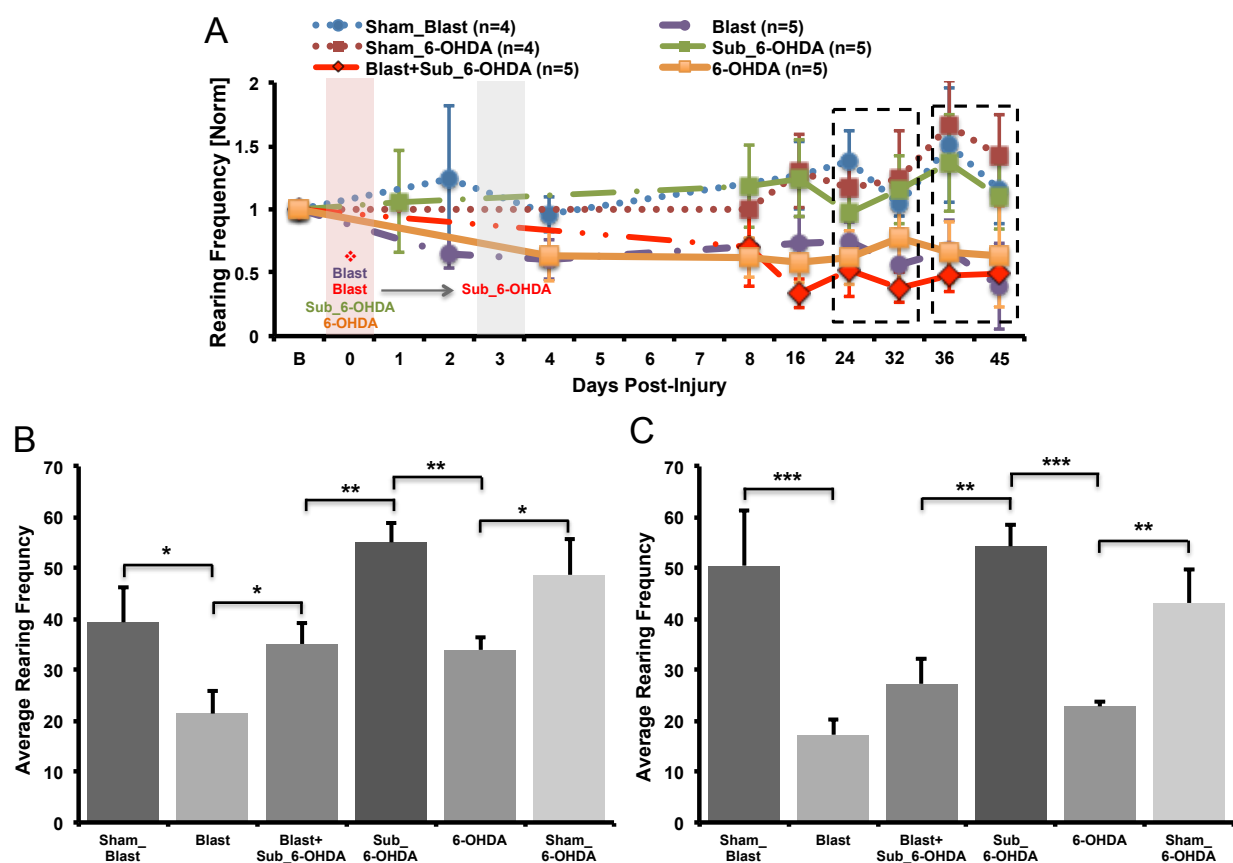 A
Sham_Blast (n=4)
Blast (n=5)
Sham_6-OHDA (n=4)
Sub_6-OHDA (n=5)
Blast+Sub_6-OHDA (n=5)
6-OHDA (n=5)
Rearing Frequency [Norm]
2
1.5
1
0.5
0
Blast
Blast
Sub_6-OHDA
Sub_6-OHDA
6-OHDA
B 0 1 2 3 4 5 6 7 8 16 24 32 36 45
Days Post-Injury
B
Average Rearing Frequncy
70
60
50
40
30
20
10
0
*
*
**
**
*
Sham_
Blast
Blast
Blast+
Sub_6-OHDA
Sub_
6-OHDA
6-OHDA
Sham_
6-OHDA
C
Average Rearing Frequncy
70
60
50
40
30
20
10
0
***
**
***
**
Sham_
Blast
Blast
Blast+
Sub_6-OHDA
Sub_
6-OHDA
6-OHDA
Sham_
6-OHDA